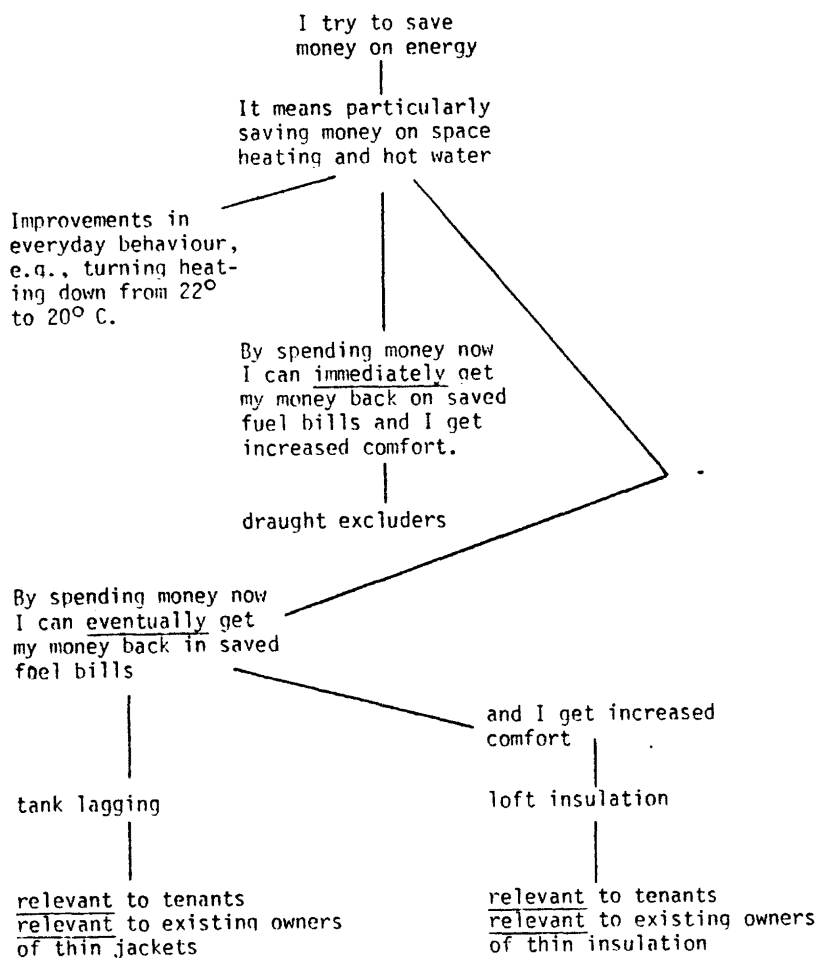 I try to save
money on energy
It means particularly
saving money on space
heating and hot water
Improvements in
everyday behaviour,
e.g., turning heat-
ing down from 22°
to 20° C.
By spending money now
I can immediately get
my money back on saved
fuel bills and I get
increased comfort.
draught excluders
By spending money now
I can eventually get
my money back in saved
fuel bills
and I get increased
comfort
tank lagging
loft insulation
relevant to tenants
relevant to existing owners
of thin jackets
relevant to tenants
relevant to existing owners
of thin insulation